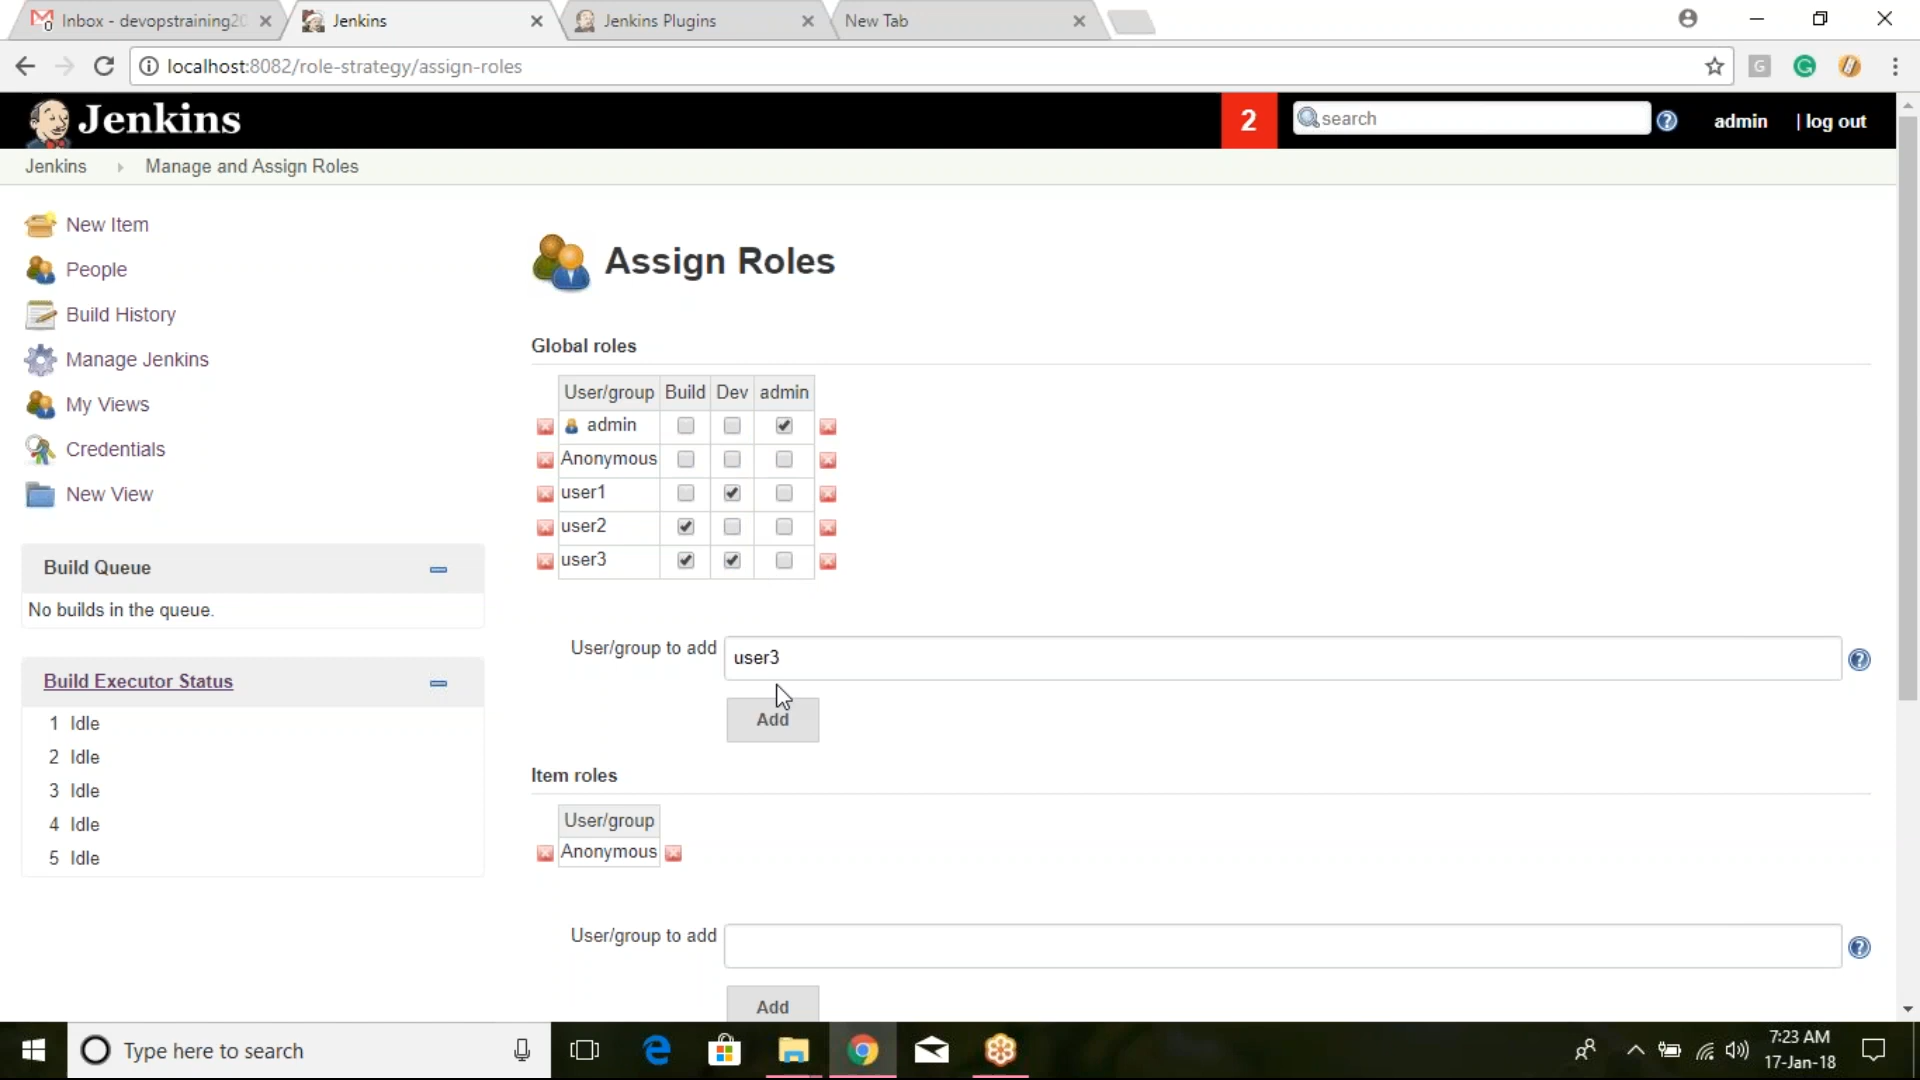 Inbox - devopstraining20
Jenkins
Jenkins Plugins
New Tab
localhost:8082/role-strategy/assign-roles
G
G
Jenkins
2
search
admin
| log out
Jenkins
Manage and Assign Roles
New Item
People
Build History
Manage Jenkins
My Views
Credentials
New View
Build Queue
No builds in the queue.
Build Executor Status
1 Idle
2 Idle
3 Idle
4 Idle
5 Idle
Assign Roles
Global roles
User/group Build Dev admin
admin
Anonymous
user1
user2
user3
User/group to add user3
Add
Item roles
User/group
Anonymous
User/group to add
Add
Type here to search
7:23 AM
17-Jan-18